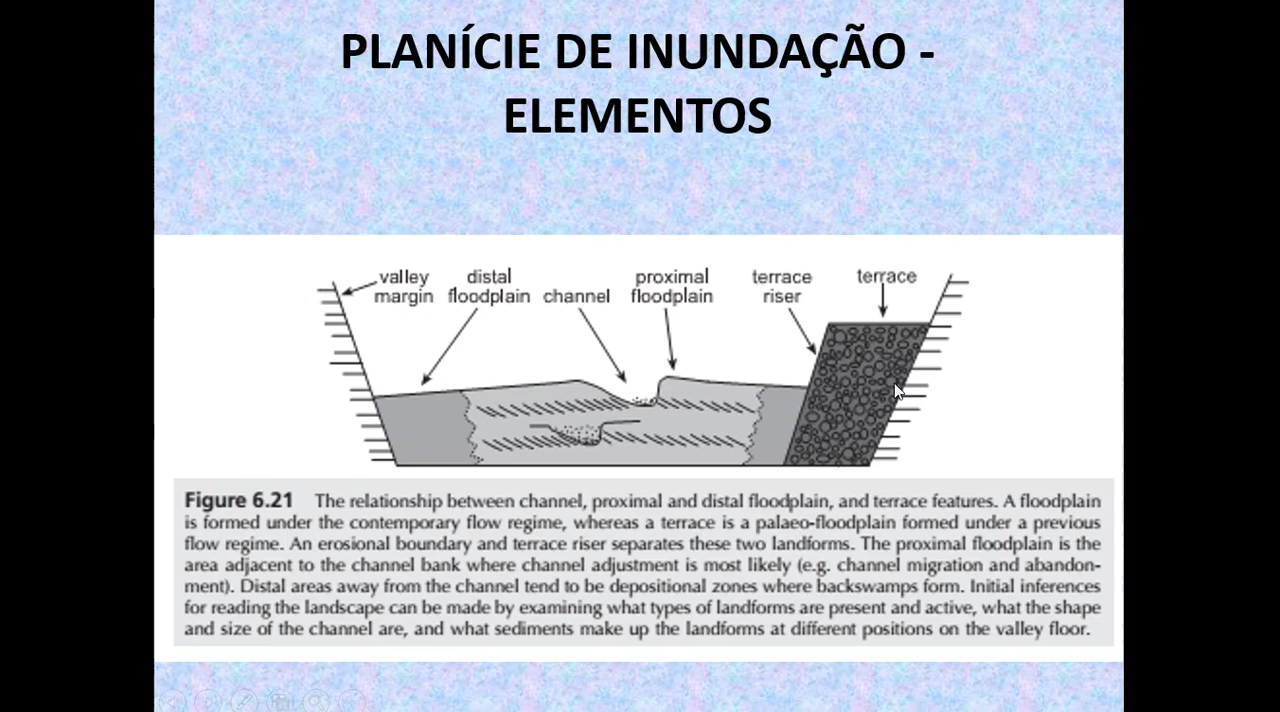 PLANÍCIE DE INUNDAÇÃO -
ELEMENTOS
valley margin
distal floodplain
channel
proximal floodplain
terrace riser
terrace
Figure 6.21 The relationship between channel, proximal and distal floodplain, and terrace features. A floodplain
is formed under the contemporary flow regime, whereas a terrace is a palaeo-floodplain formed under a previous
flow regime. An erosional boundary and terrace riser separates these two landforms. The proximal floodplain is the
area adjacent to the channel bank where channel adjustment is most likely (e.g. channel migration and abandon-
ment). Distal areas away from the channel tend to be depositional zones where backswamps form. Initial inferences
for reading the landscape can be made by examining what types of landforms are present and active, what the shape
and size of the channel are, and what sediments make up the landforms at different positions on the valley floor.